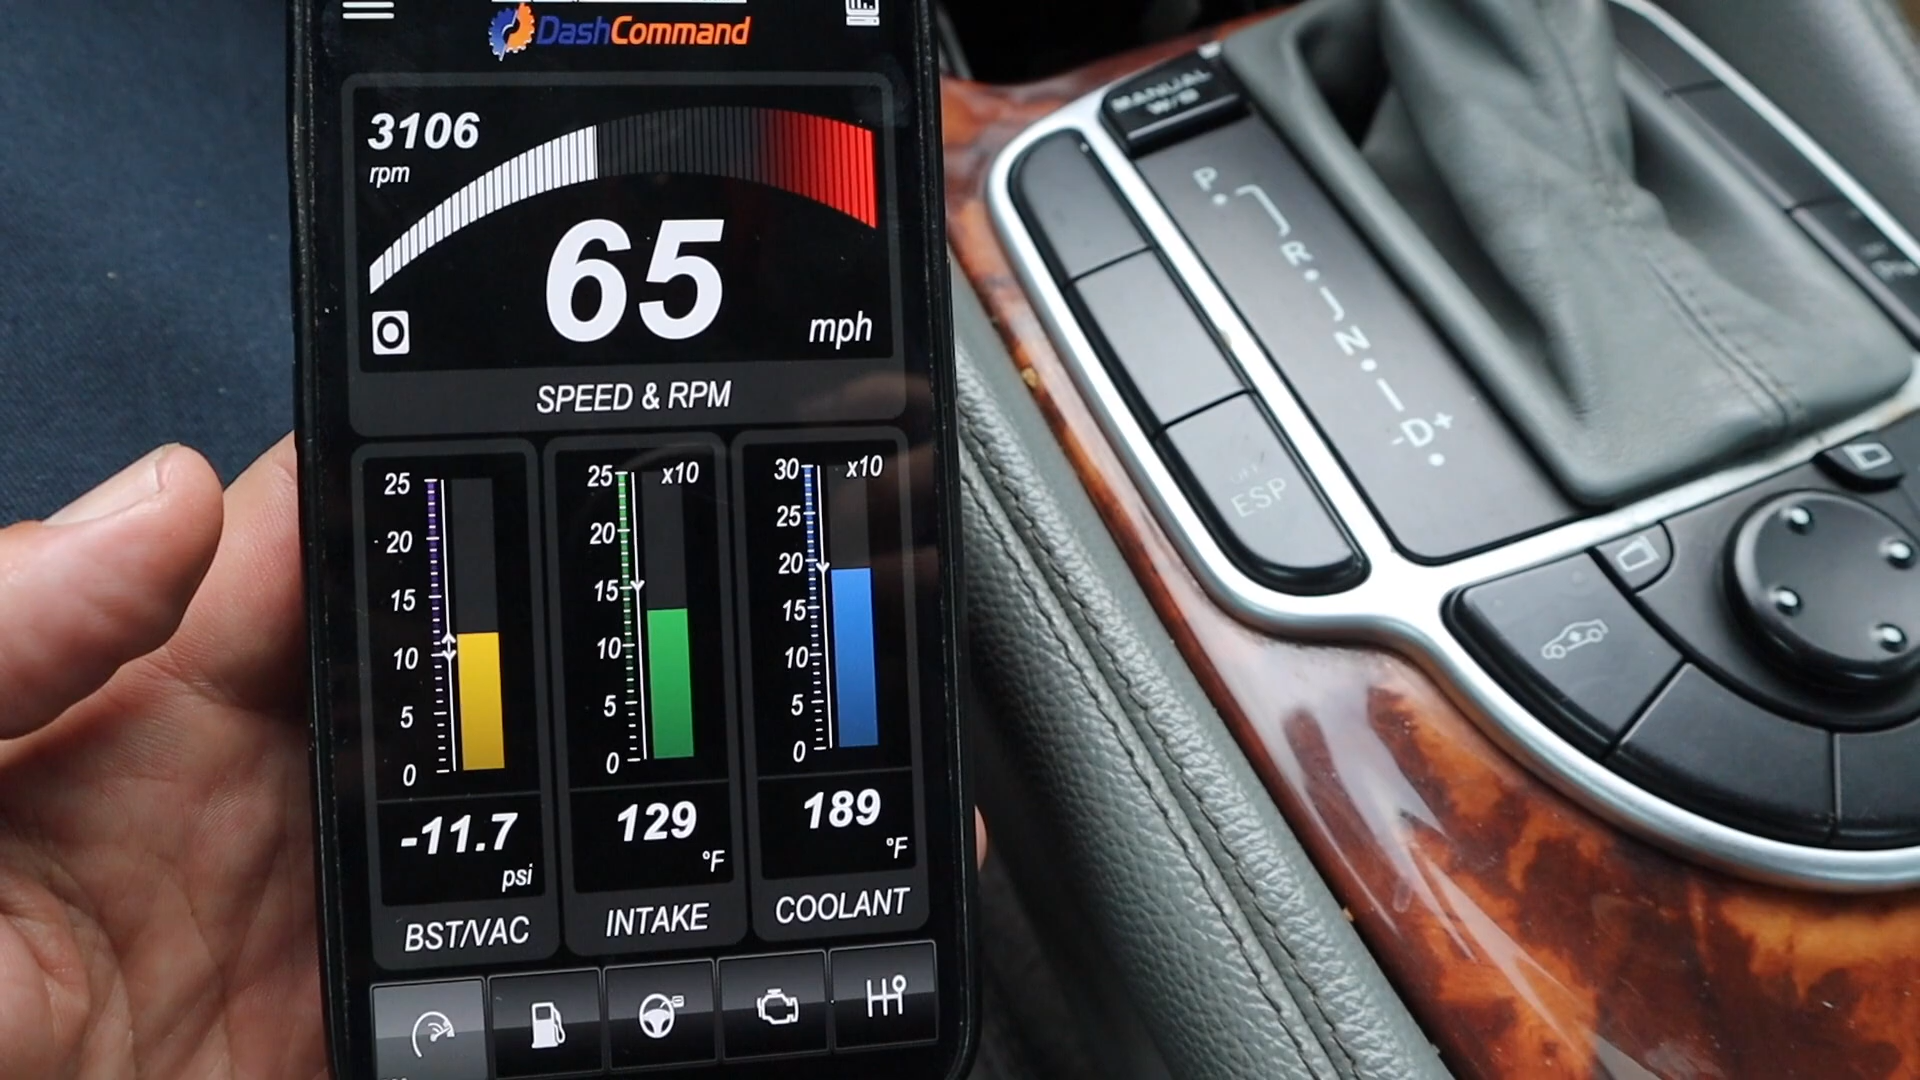 DashCommand
3106
rpm
65
mph
SPEED & RPM
25
20
15
10
5
0
-11.7
psi
BST/VAC
25
x10
20
15
10
5
0
129
°F
INTAKE
30
x10
25
20
15
10
5
0
189
°F
COOLANT
MANUAL
P
R
N
-D+
ESP